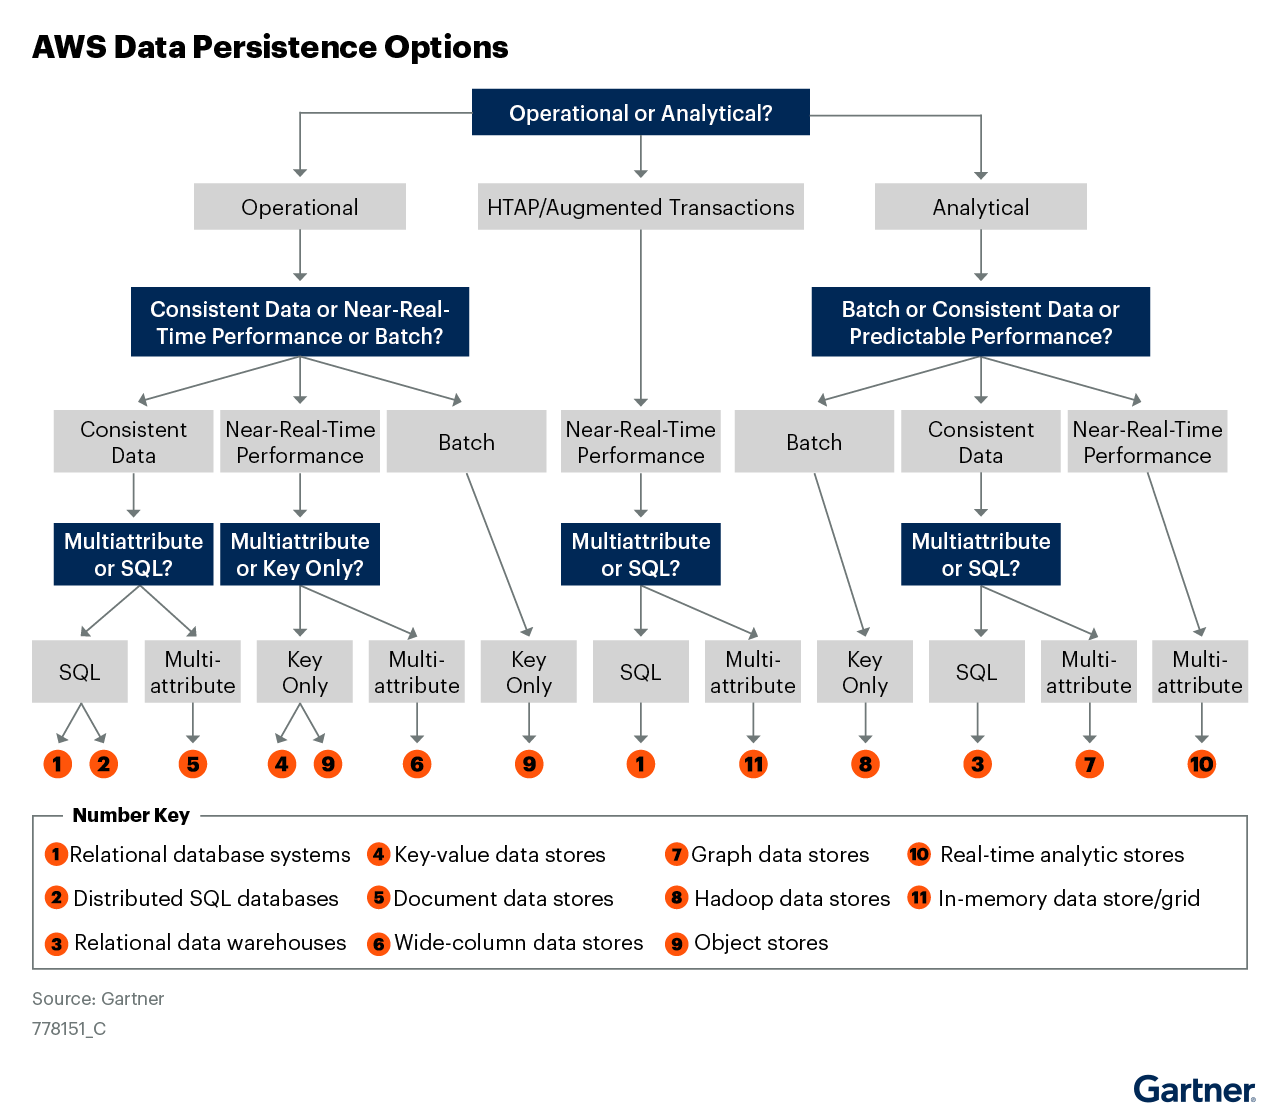 AWS Data Persistence Options
Operational or Analytical?
Operational
HTAP/Augmented Transactions
Analytical
Consistent Data or Near-Real-
Time Performance or Batch?
Batch or Consistent Data or
Predictable Performance?
Consistent
Data
Near-Real-Time
Performance
Batch
Near-Real-Time
Performance
Batch
Consistent
Data
Near-Real-Time
Performance
Multiattribute
or SQL?
Multiattribute
or Key Only?
Multiattribute
or SQL?
Multiattribute
or SQL?
SQL
Multi-
attribute
Key
Only
Multi-
attribute
Key
Only
SQL
Multi-
attribute
Key
Only
SQL
Multi-
attribute
Multi-
attribute
1
2
5
4
9
6
9
1
11
8
3
7
10
Number Key
1 Relational database systems
2 Distributed SQL databases
3 Relational data warehouses
4 Key-value data stores
5 Document data stores
6 Wide-column data stores
7 Graph data stores
8 Hadoop data stores
9 Object stores
10 Real-time analytic stores
11 In-memory data store/grid
Source: Gartner
778151_C
Gartner®